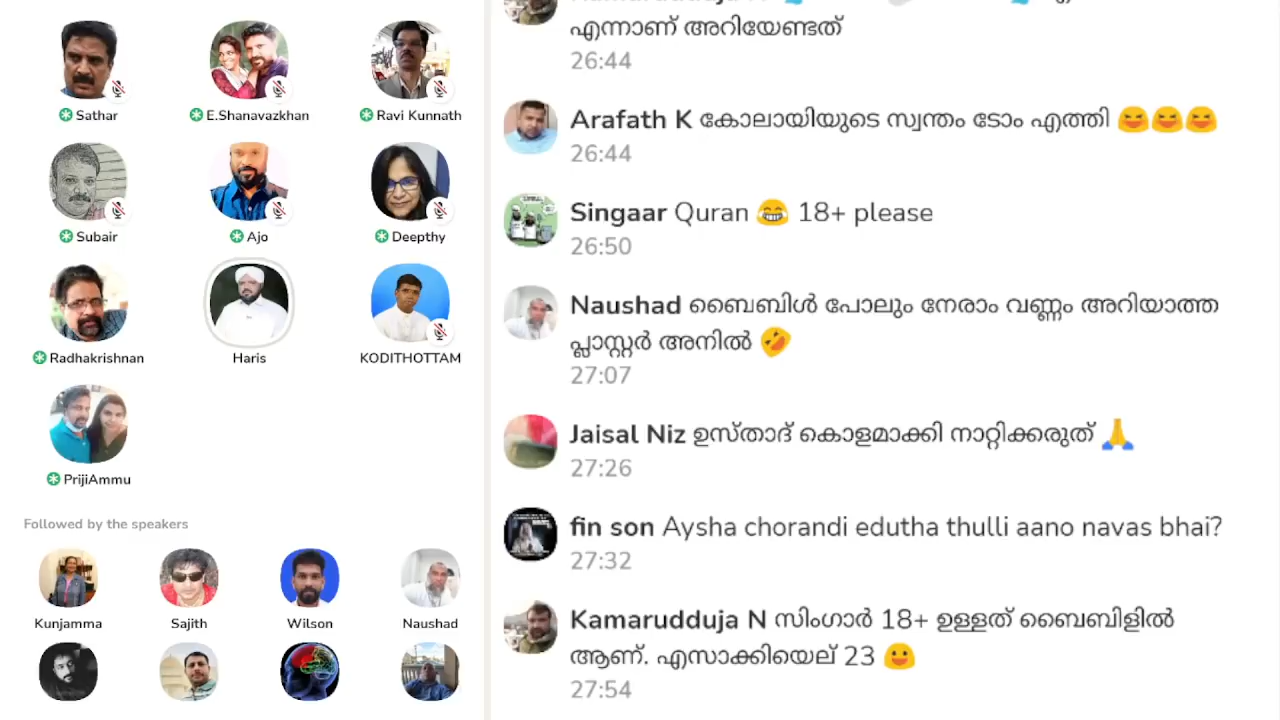 Sathar
E.Shanavazkhan
Ravi Kunnath
Subair
Ajo
Deepthy
Radhakrishnan
Haris
KODITHOTTAM
PrijiAmmu
Followed by the speakers
Kunjamma
Sajith
Wilson
Naushad
എന്നാണ് അറിയേണ്ടത്
26:44
Arafath K കോലായിയുടെ സ്വന്തം ടോം എത്തി 😆😆😆
26:44
Singaar Quran 😂 18+ please
26:50
Naushad ബൈബിൾ പോലും നേരാം വണ്ണം അറിയാത്ത
പ്ലാസ്റ്റർ അനിൽ 🤣
27:07
Jaisal Niz ഉസ്താദ് കൊളമാക്കി നാറ്റിക്കരുത് 🙏
27:26
fin son Aysha chorandi edutha thulli aano navas bhai?
27:32
Kamarudduja N സിംഗാർ 18+ ഉള്ളത് ബൈബിളിൽ
ആണ്. എസാക്കിയെല് 23 😃
27:54